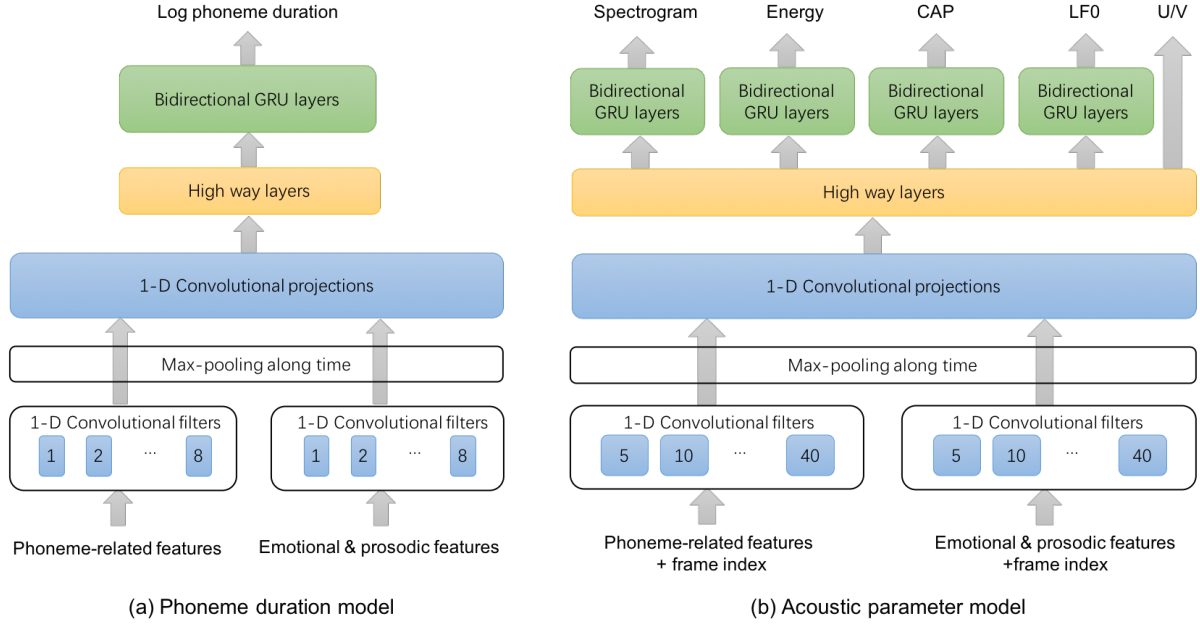 Log phoneme duration
Bidirectional GRU layers
High way layers
1-D Convolutional projections
Max-pooling along time
1-D Convolutional filters
1 2 ... 8
1-D Convolutional filters
1 2 ... 8
Phoneme-related features
Emotional & prosodic features
(a) Phoneme duration model
Spectrogram
Energy
CAP
LF0
U/V
Bidirectional
GRU layers
Bidirectional
GRU layers
Bidirectional
GRU layers
Bidirectional
GRU layers
High way layers
1-D Convolutional projections
Max-pooling along time
1-D Convolutional filters
5 10 ... 40
1-D Convolutional filters
5 10 ... 40
Phoneme-related features
+ frame index
Emotional & prosodic features
+frame index
(b) Acoustic parameter model